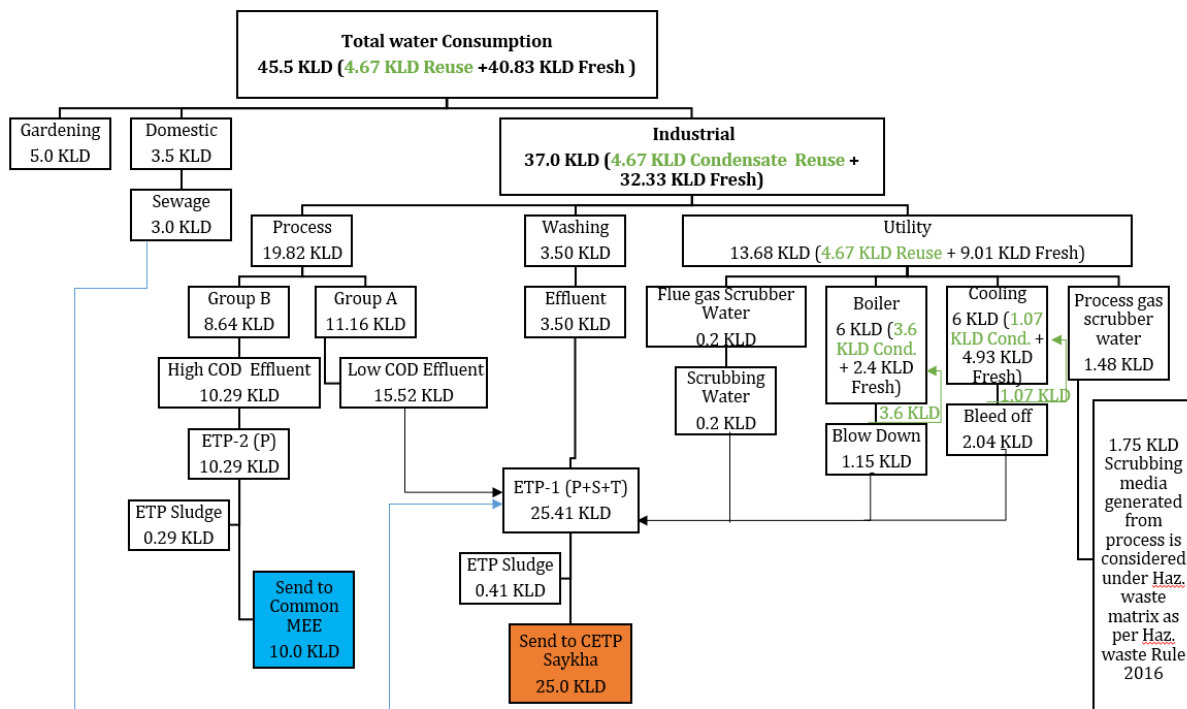 Total water Consumption
45.5 KLD (4.67 KLD Reuse +40.83 KLD Fresh )
Gardening
5.0 KLD
Domestic
3.5 KLD
Industrial
37.0 KLD (4.67 KLD Condensate Reuse +
32.33 KLD Fresh)
Sewage
3.0 KLD
Process
19.82 KLD
Washing
3.50 KLD
Utility
13.68 KLD (4.67 KLD Reuse + 9.01 KLD Fresh)
Group B
8.64 KLD
Group A
11.16 KLD
Effluent
3.50 KLD
Flue gas Scrubber
Water
0.2 KLD
Boiler
6 KLD (3.6
KLD Cond.
+ 2.4 KLD
Fresh)
Cooling
6 KLD (1.07
KLD Cond. +
4.93 KLD
Fresh)
Process gas
scrubber
water
1.48 KLD
High COD Effluent
10.29 KLD
Low COD Effluent
15.52 KLD
Scrubbing
Water
0.2 KLD
3.6 KLD
1.07 KLD
Blow Down
1.15 KLD
Bleed off
2.04 KLD
ETP-2 (P)
10.29 KLD
ETP-1 (P+S+T)
25.41 KLD
1.75 KLD
Scrubbing
media
generated
from
process is
considered
under Haz.
waste
matrix as
per Haz.
waste Rule
2016
ETP Sludge
0.29 KLD
ETP Sludge
0.41 KLD
Send to
Common
MEE
10.0 KLD
Send to CETP
Saykha
25.0 KLD